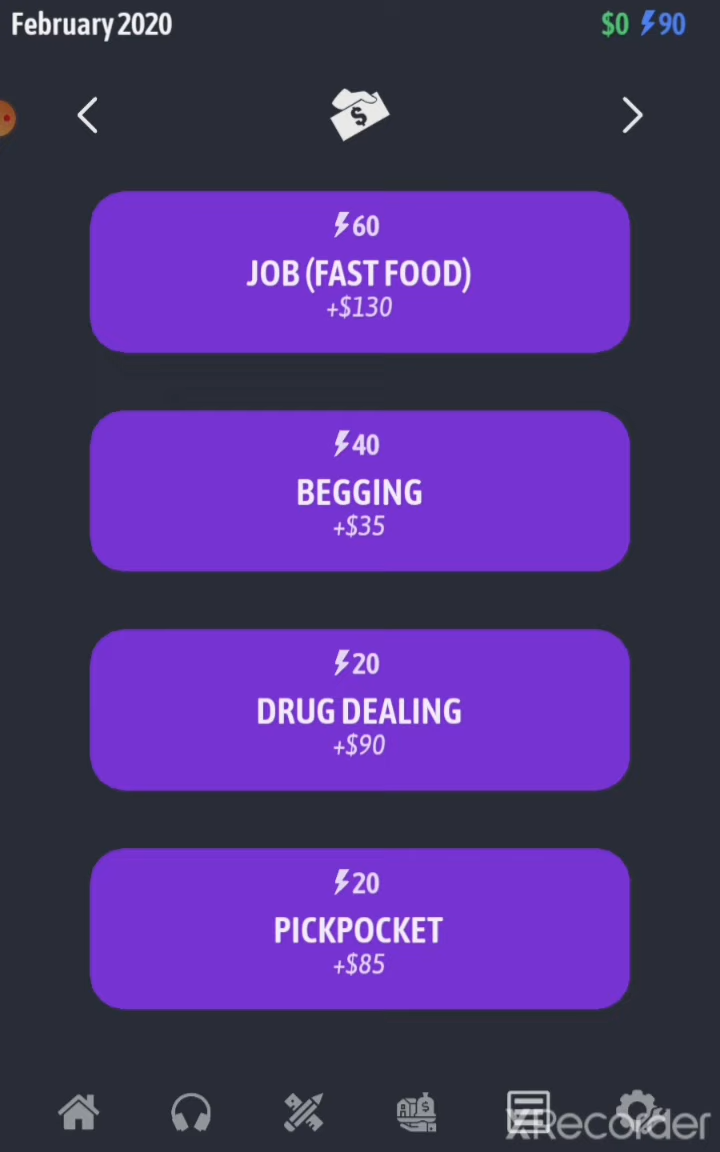 February 2020 $0 90
$
60
JOB (FAST FOOD)
+$130
40
BEGGING
+$35
20
DRUG DEALING
+$90
20
PICKPOCKET
+$85
$
XRecorder